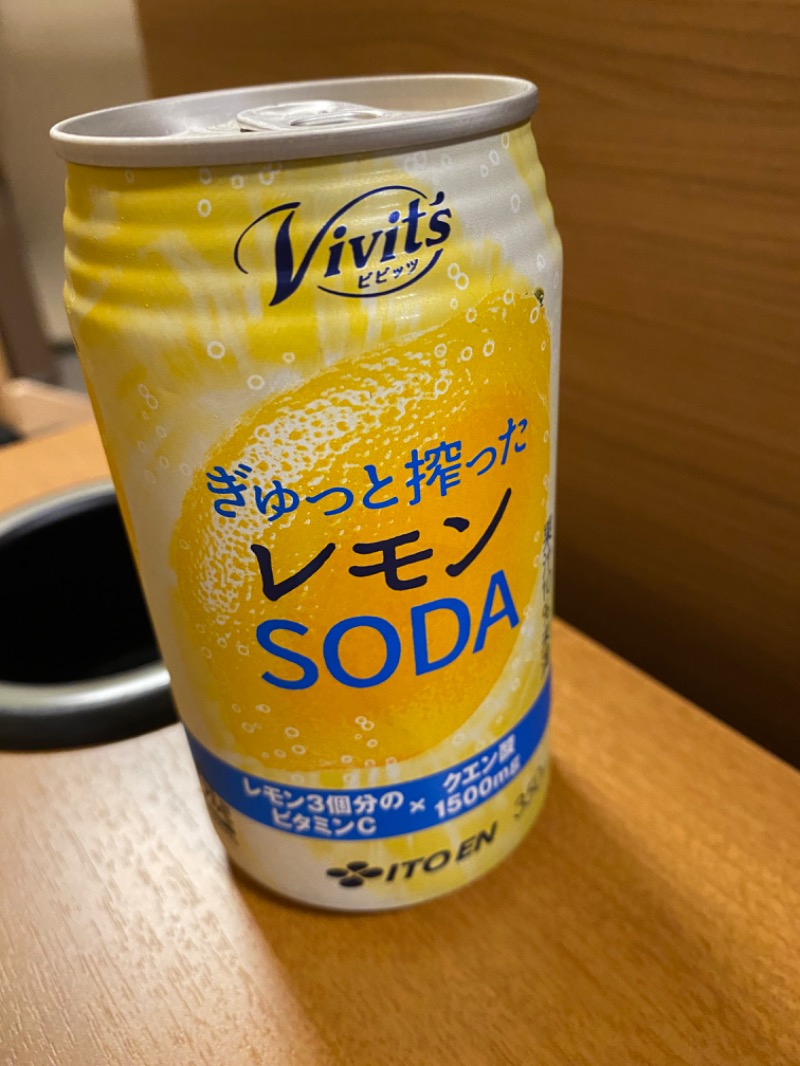 Vivit's
ビビッツ
ぎゅっと搾った
レモン
SODA
レモン3個分の
ビタミンC
×
クエン酸
1500mg
ITO EN